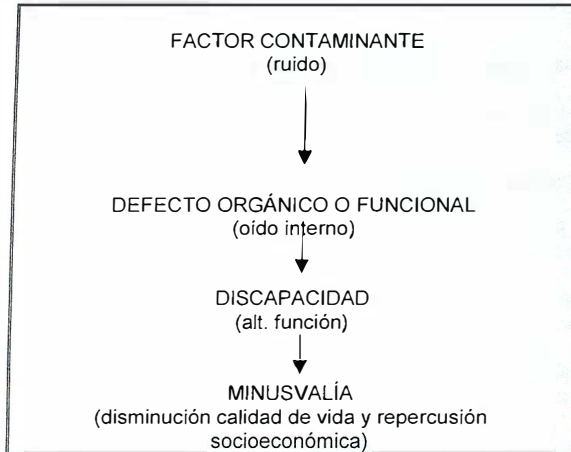 FACTOR CONTAMINANTE
(ruido)
DEFECTO ORGÁNICO O FUNCIONAL
(oído interno)
DISCAPACIDAD
(alt. función)
MINUSVALÍA
(disminución calidad de vida y repercusión
socioeconómica)